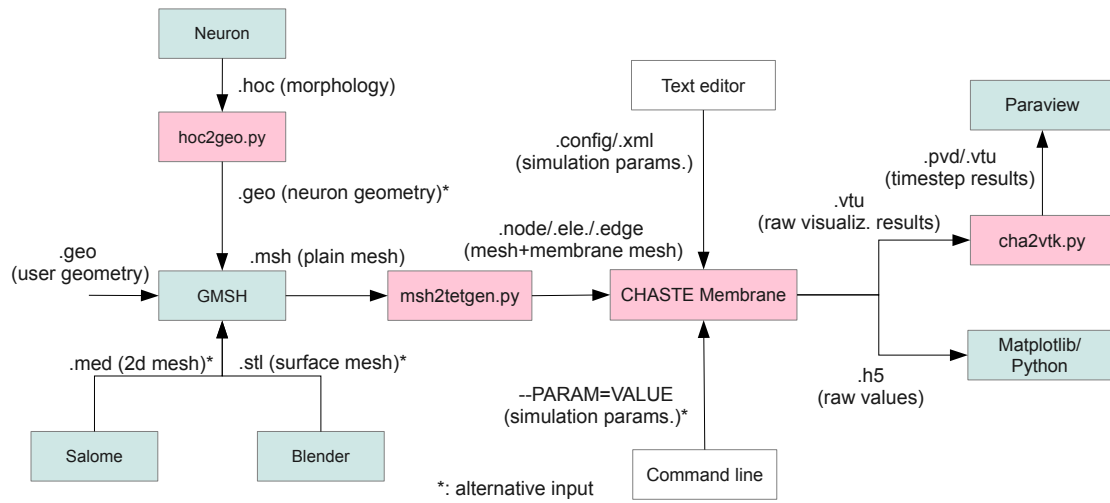 Neuron
.hoc (morphology)
hoc2geo.py
.geo (neuron geometry)*
.geo
(user geometry)
GMSH
.msh (plain mesh)
.med (2d mesh)*
.stl (surface mesh)*
Salome
Blender
msh2tetgen.py
.node/.ele./.edge
(mesh+membrane mesh)
Text editor
.config/.xml
(simulation params.)
CHASTE Membrane
--PARAM=VALUE
(simulation params.)*
Command line
*: alternative input
.vtu
(raw visualiz. results)
cha2vtk.py
.pvd/.vtu
(timestep results)
Paraview
.h5
(raw values)
Matplotlib/
Python